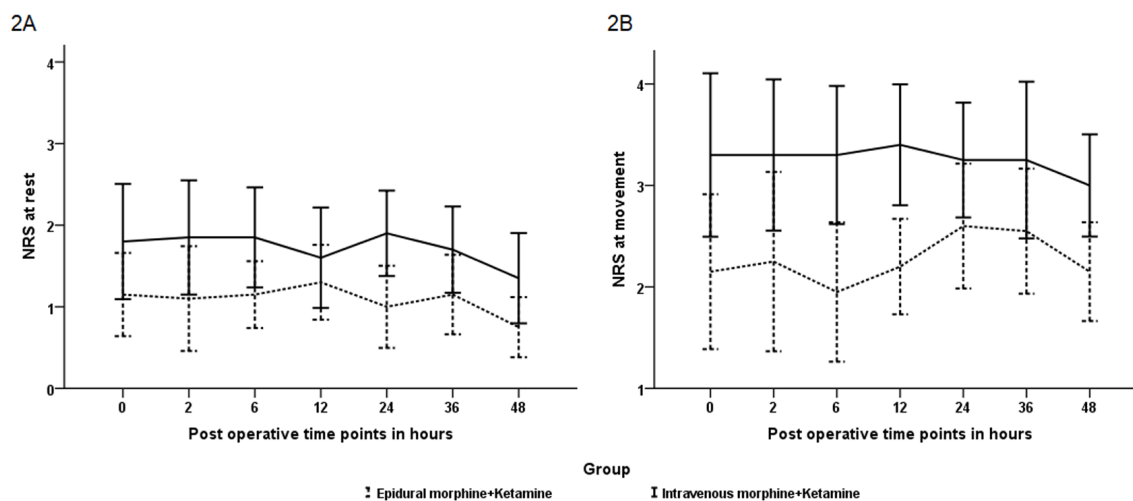 2A
4
3
2
1
0
NRS at rest
0 2 6 12 24 36 48
Post operative time points in hours
2B
4
3
2
1
NRS at movement
0 2 6 12 24 36 48
Post operative time points in hours
Group
Epidural morphine+Ketamine
Intravenous morphine+Ketamine